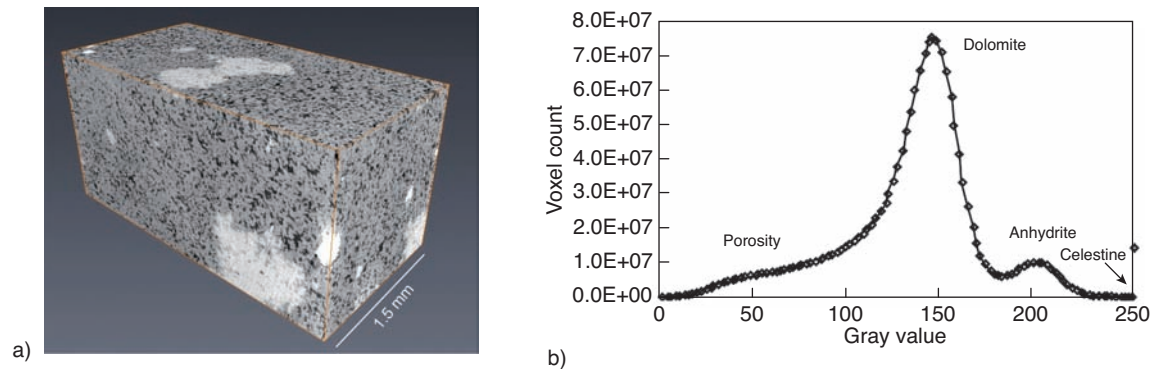 a)
1.5 mm
b)
Voxel count
8.0E+07
7.0E+07
6.0E+07
5.0E+07
4.0E+07
3.0E+07
2.0E+07
1.0E+07
0.0E+00
Dolomite
Porosity
Anhydrite
Celestine
0 50 100 150 200 250
Gray value